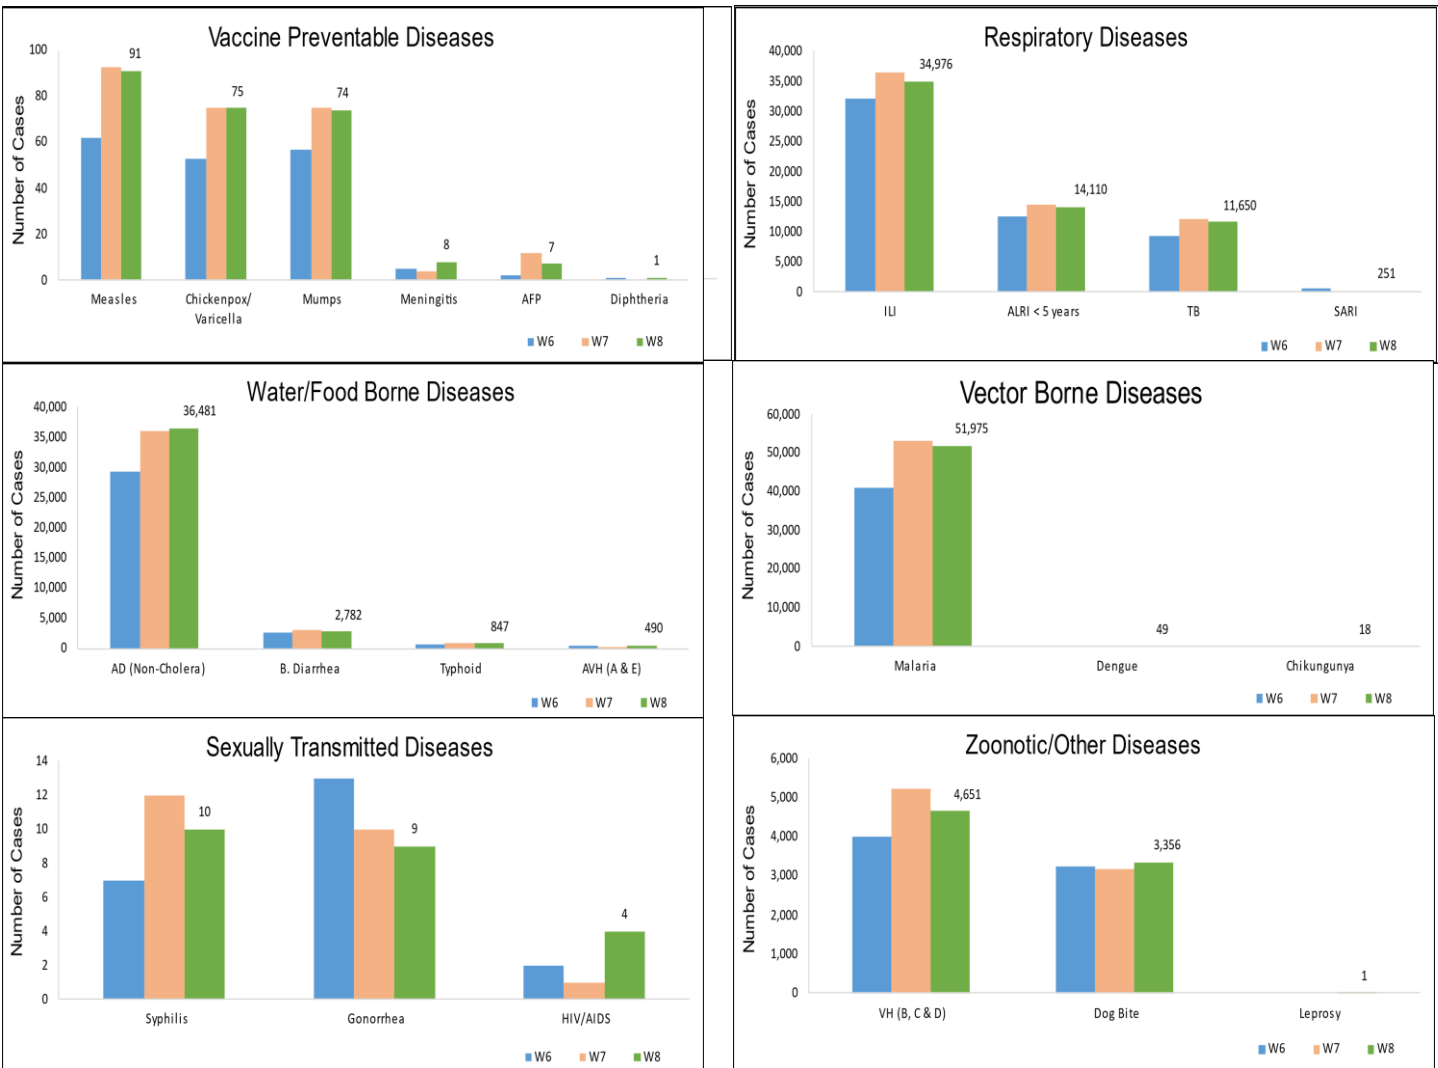 Vaccine Preventable Diseases
Number of Cases
100
80
60
40
20
0
91
75
74
8
7
1
Measles
Chickenpox/
Varicella
Mumps
Meningitis
AFP
Diphtheria
W6 W7 W8
Respiratory Diseases
Number of Cases
40,000
35,000
30,000
25,000
20,000
15,000
10,000
5,000
0
34,976
14,110
11,650
251
ILI
ALRI < 5 years
TB
SARI
W6 W7 W8
Water/Food Borne Diseases
Number of Cases
40,000
35,000
30,000
25,000
20,000
15,000
10,000
5,000
0
36,481
2,782
847
490
AD (Non-Cholera)
B. Diarrhea
Typhoid
AVH (A & E)
W6 W7 W8
Vector Borne Diseases
Number of Cases
60,000
50,000
40,000
30,000
20,000
10,000
0
51,975
49
18
Malaria
Dengue
Chikungunya
W6 W7 W8
Sexually Transmitted Diseases
Number of Cases
14
12
10
8
6
4
2
0
10
9
4
Syphilis
Gonorrhea
HIV/AIDS
W6 W7 W8
Zoonotic/Other Diseases
Number of Cases
6,000
5,000
4,000
3,000
2,000
1,000
0
4,651
3,356
1
VH (B, C & D)
Dog Bite
Leprosy
W6 W7 W8